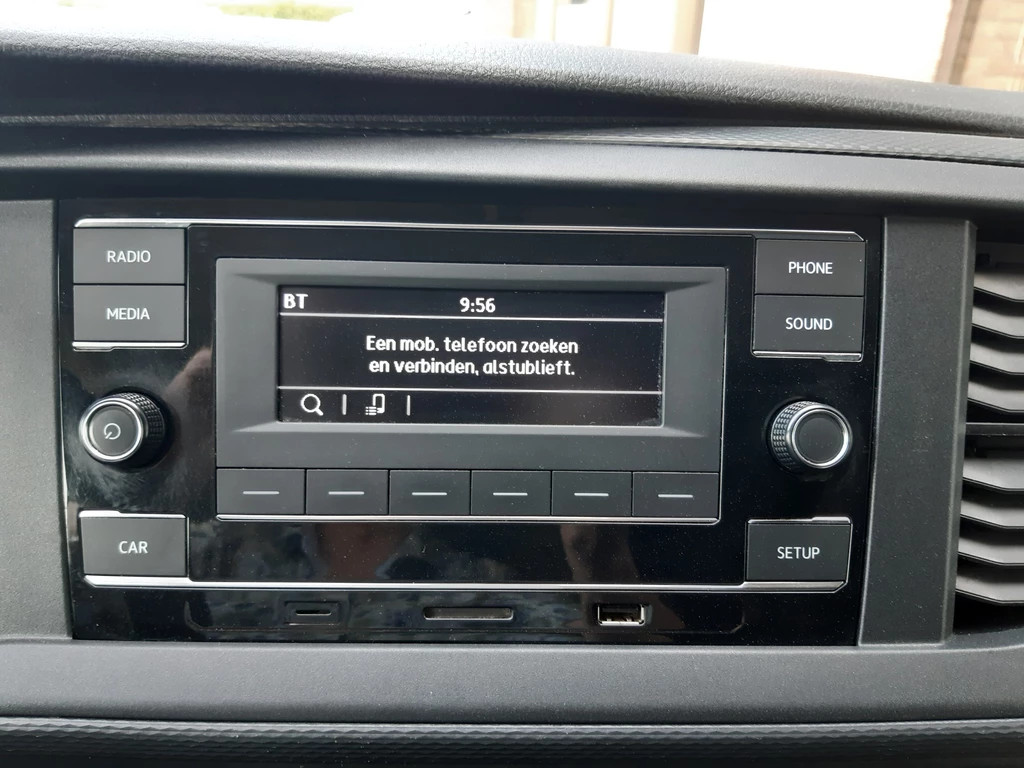 RADIO
MEDIA
BT 9:56
Een mob. telefoon zoeken
en verbinden, alstublieft.
PHONE
SOUND
CAR
SETUP